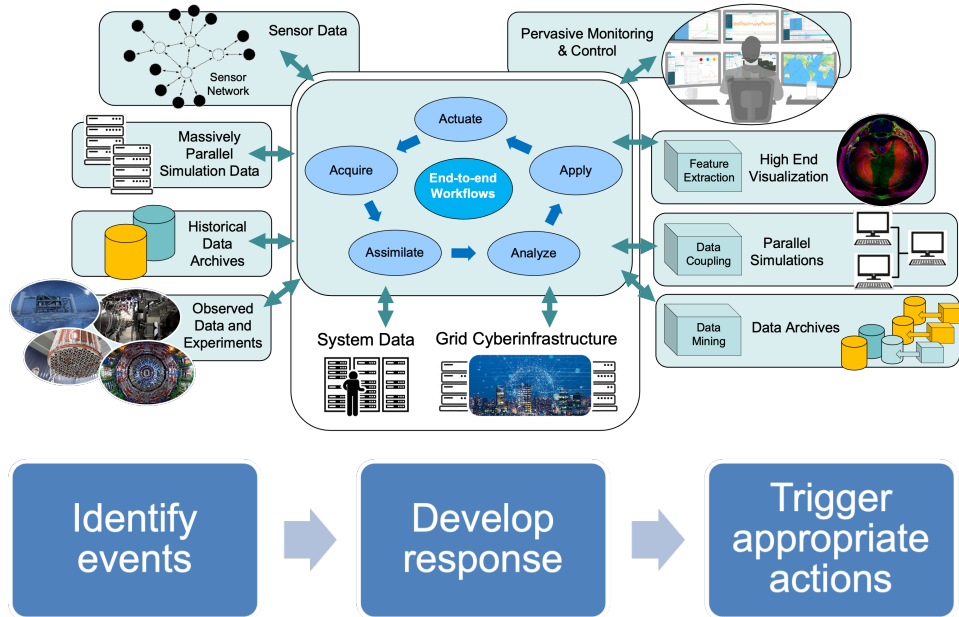 Sensor Data
Sensor
Network
Pervasive Monitoring
& Control
Massively
Parallel
Simulation Data
Historical
Data
Archives
Observed
Data and
Experiments
Actuate
Acquire
Apply
End-to-end
Workflows
Assimilate
Analyze
System Data
Grid Cyberinfrastructure
Feature
Extraction
High End
Visualization
Data
Coupling
Parallel
Simulations
Data
Mining
Data Archives
Identify
events
Develop
response
Trigger
appropriate
actions